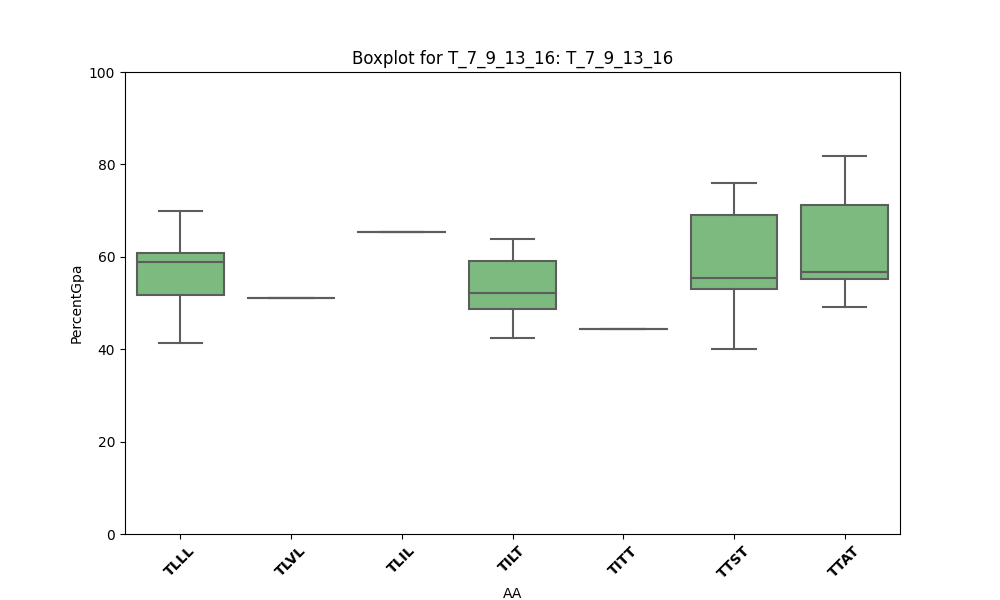 Boxplot for T_7_9_13_16: T_7_9_13_16
100
80
60
40
20
0
PercentGpa
TLLL
TLVL
TLIL
TILT
TITT
TTST
TTAT
AA